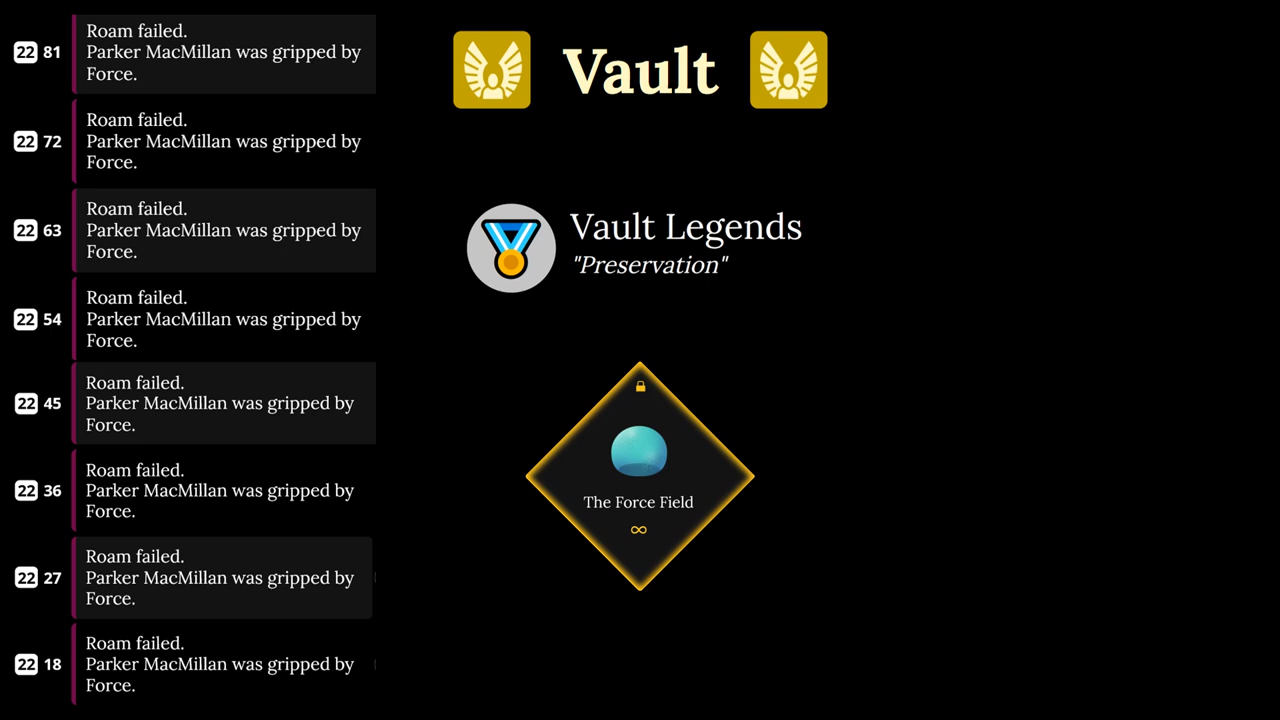 22 81 Roam failed.
Parker MacMillan was gripped by
Force.
22 72 Roam failed.
Parker MacMillan was gripped by
Force.
22 63 Roam failed.
Parker MacMillan was gripped by
Force.
22 54 Roam failed.
Parker MacMillan was gripped by
Force.
22 45 Roam failed.
Parker MacMillan was gripped by
Force.
22 36 Roam failed.
Parker MacMillan was gripped by
Force.
22 27 Roam failed.
Parker MacMillan was gripped by
Force.
22 18 Roam failed.
Parker MacMillan was gripped by
Force.
Vault
Vault Legends
"Preservation"
The Force Field
∞